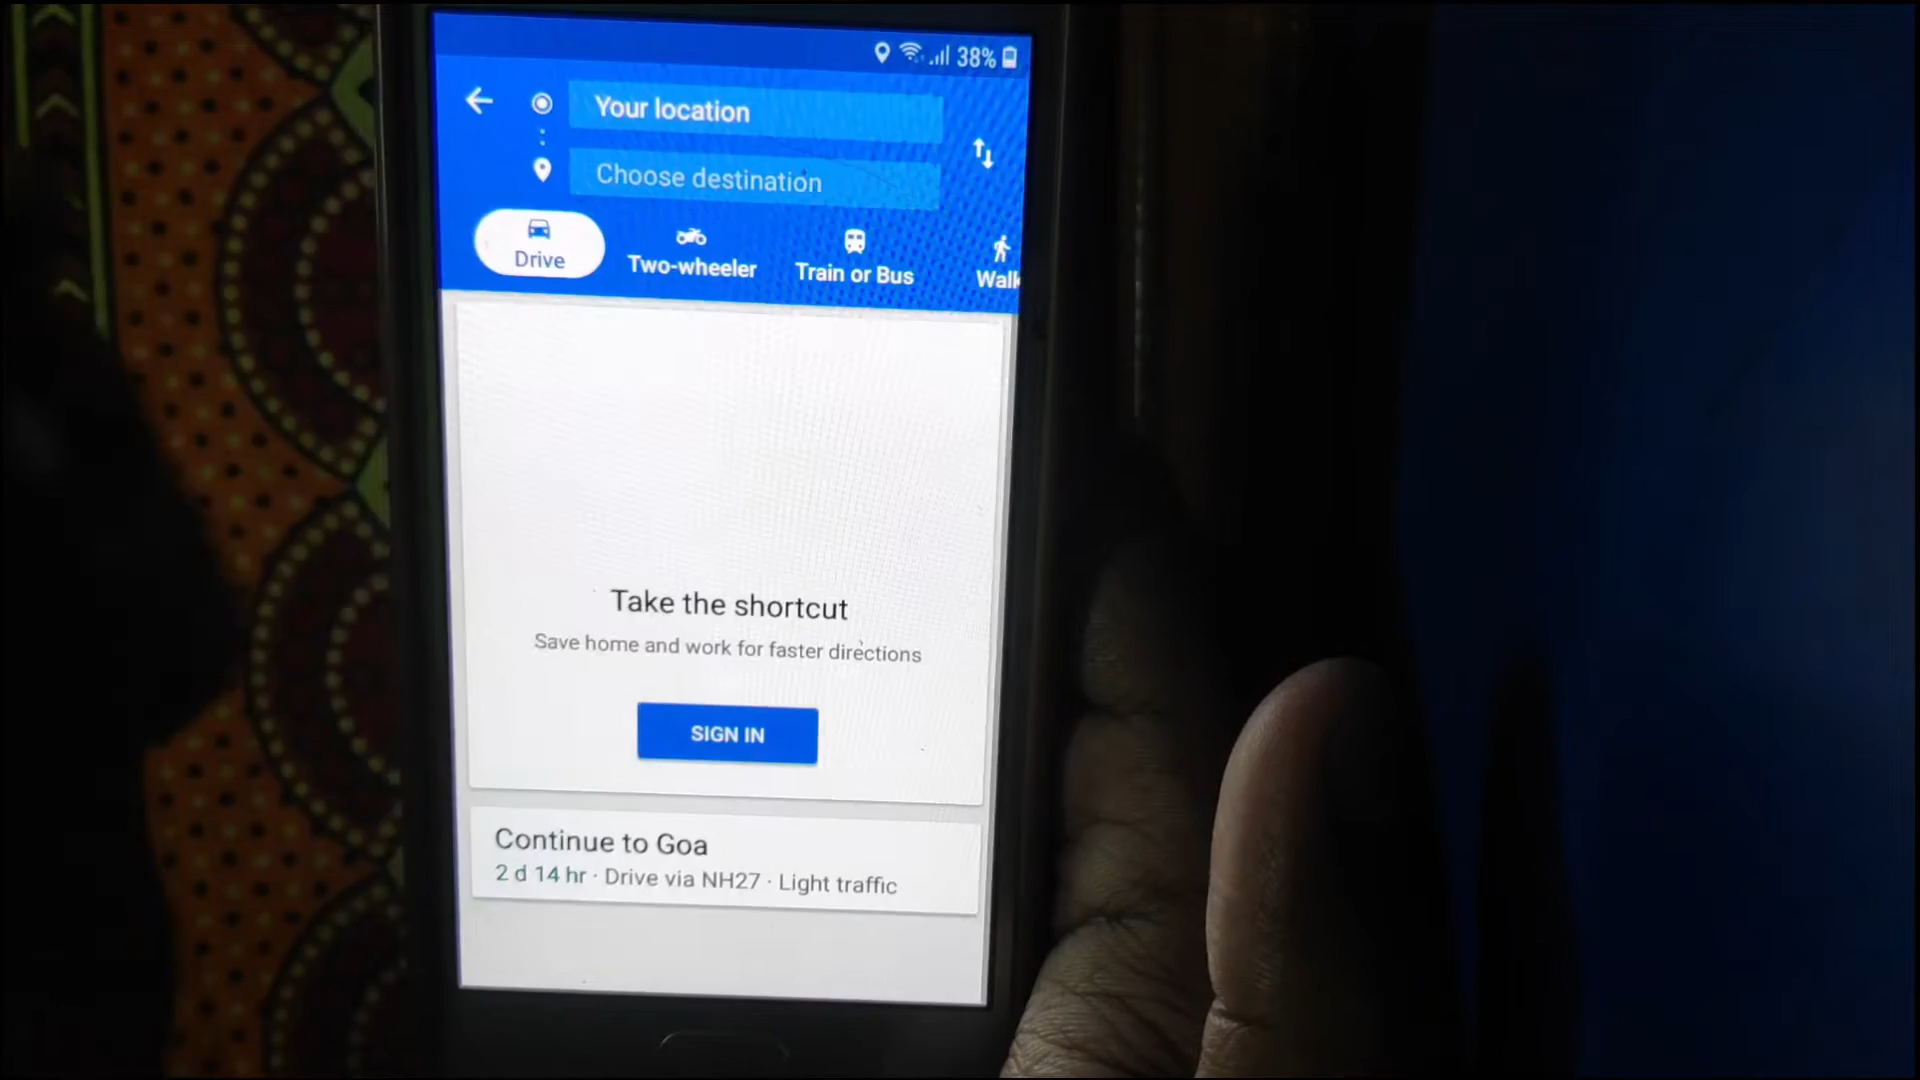 38%
Your location
Choose destination
Drive
Two-wheeler
Train or Bus
Walk
Take the shortcut
Save home and work for faster directions
SIGN IN
Continue to Goa
2 d 14 hr · Drive via NH27 · Light traffic